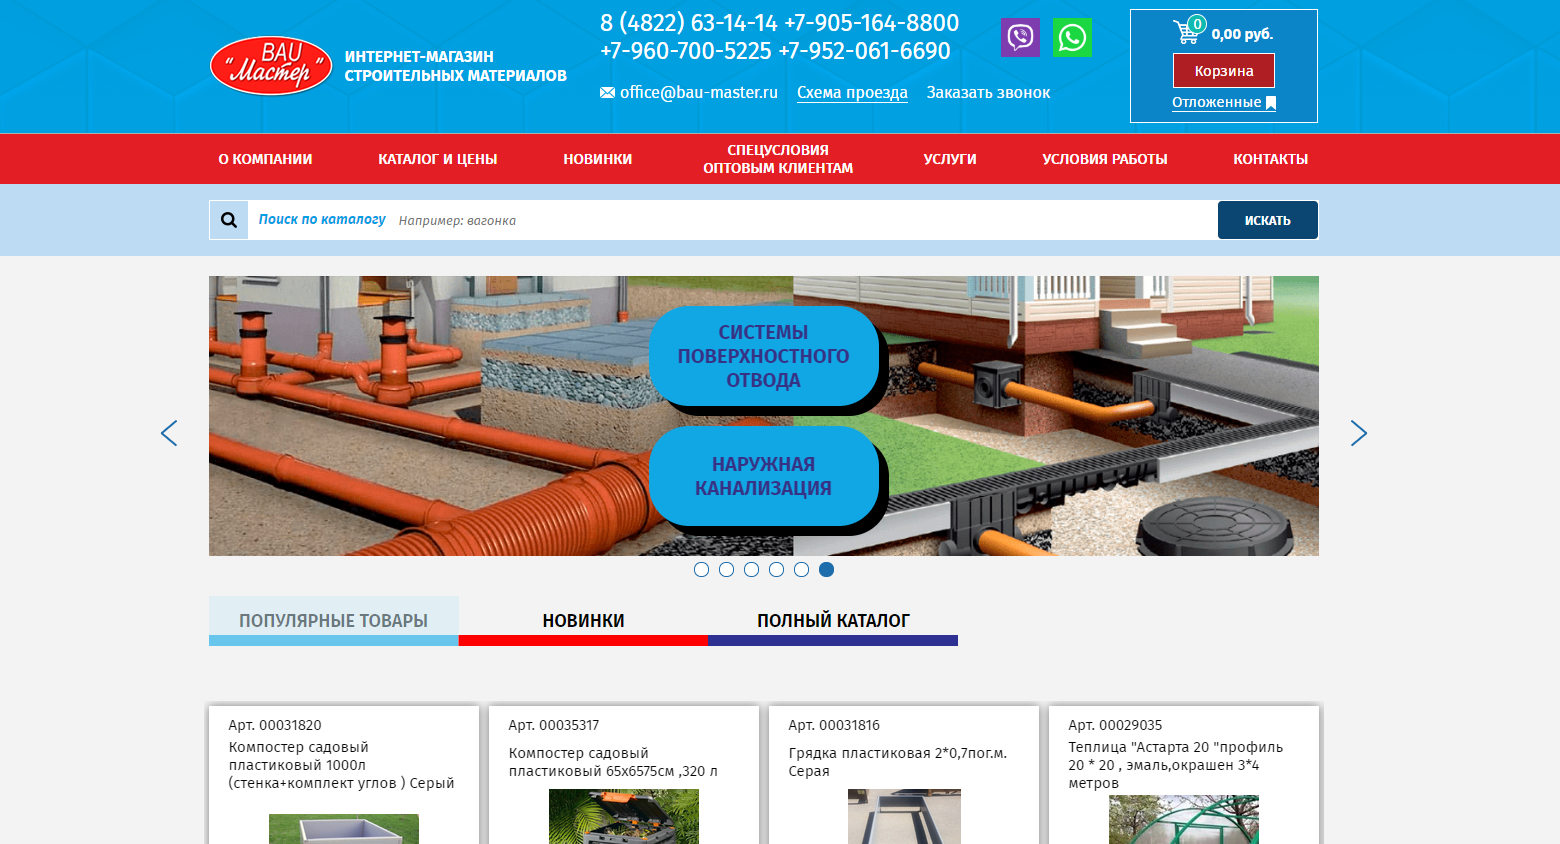 BAU
"Мастер"
ИНТЕРНЕТ-МАГАЗИН
СТРОИТЕЛЬНЫХ МАТЕРИАЛОВ
8 (4822) 63-14-14 +7-905-164-8800
+7-960-700-5225 +7-952-061-6690
office@bau-master.ru Схема проезда Заказать звонок
0 0,00 руб.
Корзина
Отложенные
О КОМПАНИИ КАТАЛОГ И ЦЕНЫ НОВИНКИ СПЕЦУСЛОВИЯ
ОПТОВЫМ КЛИЕНТАМ УСЛУГИ УСЛОВИЯ РАБОТЫ КОНТАКТЫ
Поиск по каталогу Например: вагонка ИСКАТЬ
СИСТЕМЫ
ПОВЕРХНОСТНОГО
ОТВОДА
НАРУЖНАЯ
КАНАЛИЗАЦИЯ
ПОПУЛЯРНЫЕ ТОВАРЫ НОВИНКИ ПОЛНЫЙ КАТАЛОГ
Арт. 00031820
Компостер садовый
пластиковый 1000л
(стенка+комплект углов ) Серый
Арт. 00035317
Компостер садовый
пластиковый 65х6575см ,320 л
Арт. 00031816
Грядка пластиковая 2*0,7пог.м.
Серая
Арт. 00029035
Теплица "Астарта 20 "профиль
20 * 20 , эмаль,окрашен 3*4
метров